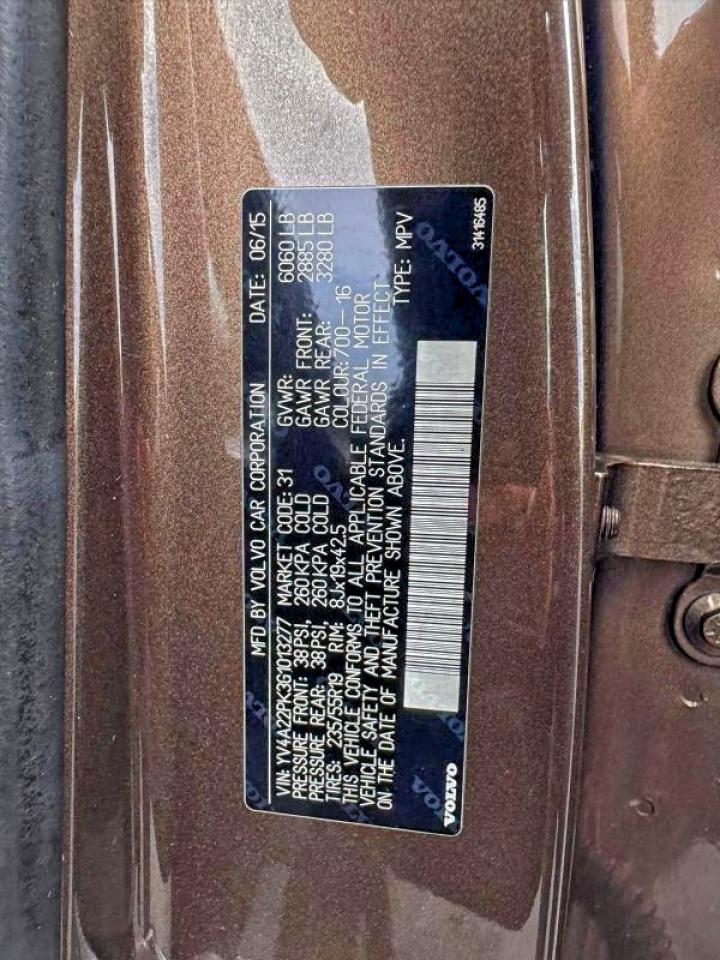 MFD BY VOLVO CAR CORPORATION DATE: 06/15
VIN: YV4A22PK3G1013277 MARKET CODE: 31 GVWR: 6060 LB
PRESSURE FRONT: 38PSI, 260KPA COLD GAWR FRONT: 2885 LB
PRESSURE REAR: 38PSI, 260KPA COLD GAWR REAR: 3280 LB
TIRES: 235/55R19 RIM: 8Jx19x42.5 COLOUR: 700-16
THIS VEHICLE CONFORMS TO ALL APPLICABLE FEDERAL MOTOR
VEHICLE SAFETY AND THEFT PREVENTION STANDARDS IN EFFECT
ON THE DATE OF MANUFACTURE SHOWN ABOVE. TYPE: MPV
VOLVO 31416485